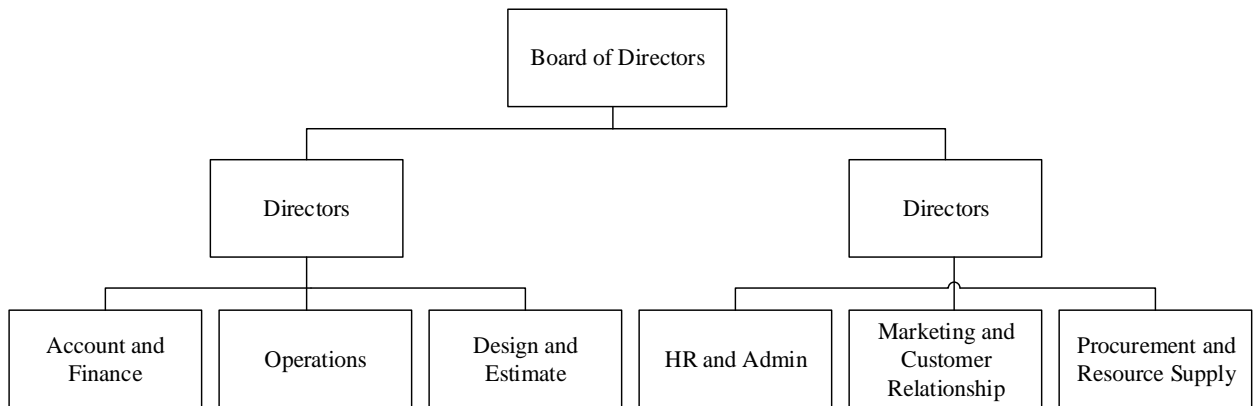 Board of Directors
Directors
Directors
Account and
Finance
Operations
Design and
Estimate
HR and Admin
Marketing and
Customer
Relationship
Procurement and
Resource Supply